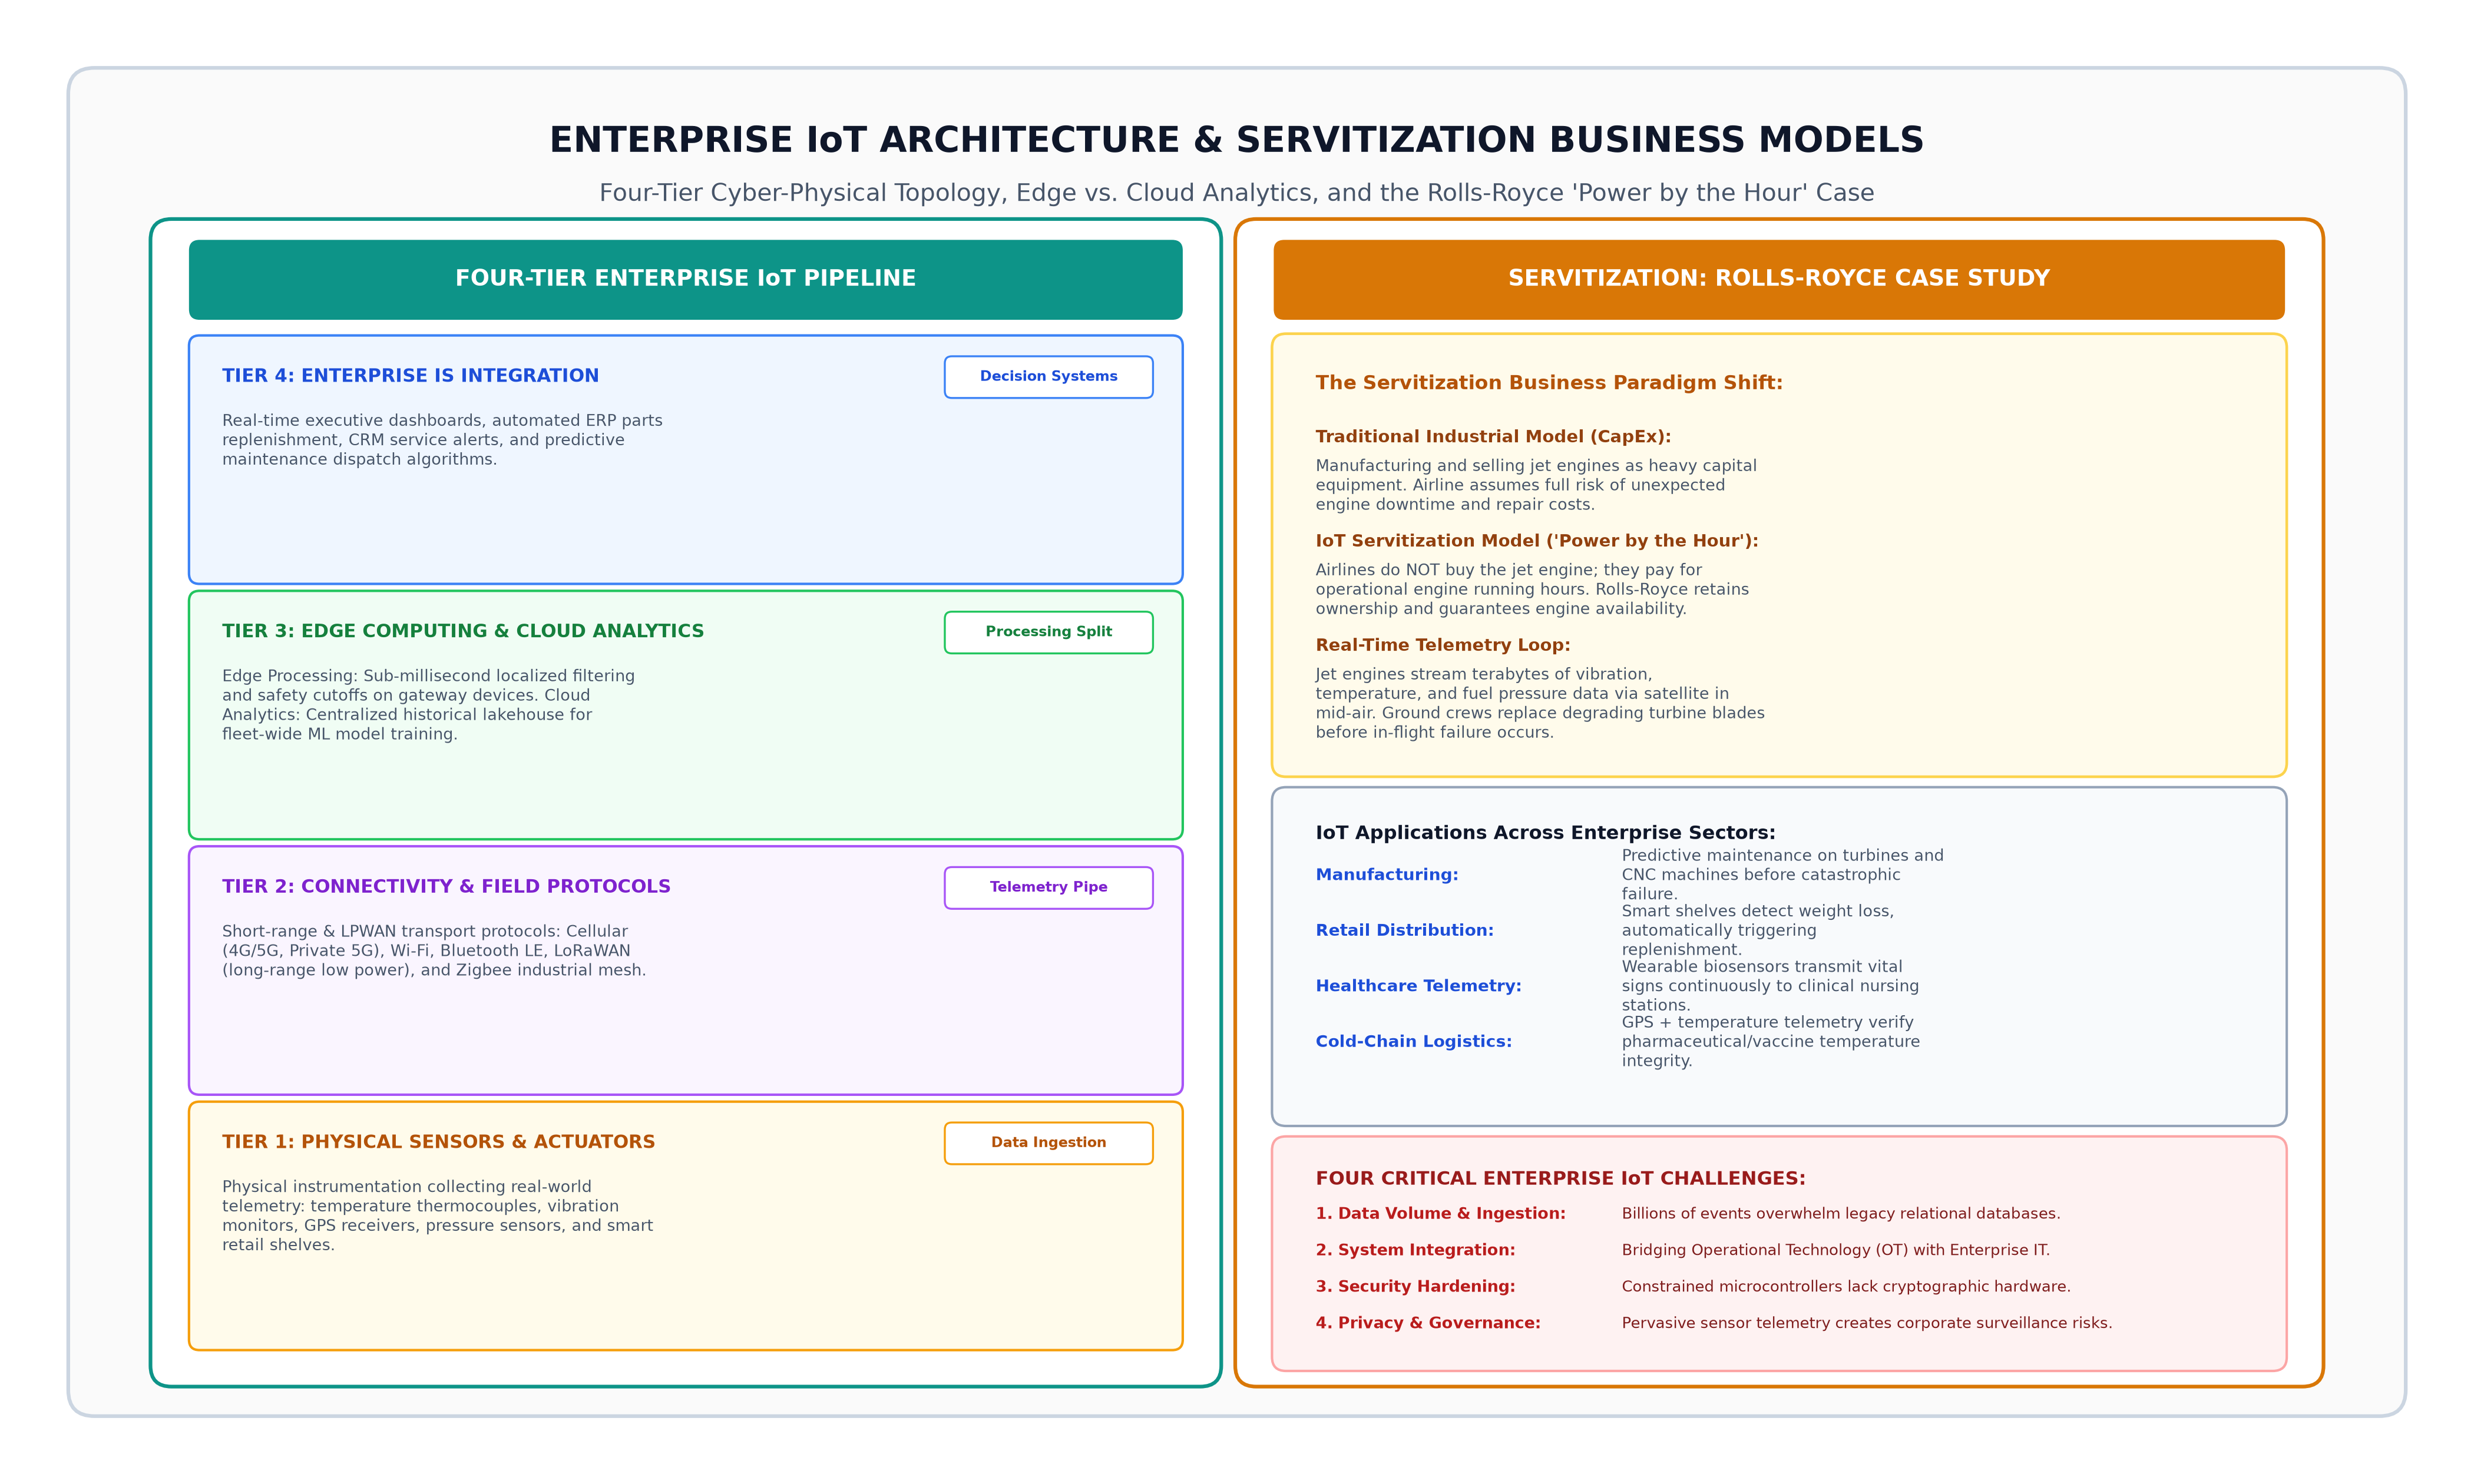 ENTERPRISE IoT ARCHITECTURE & SERVITIZATION BUSINESS MODELS
Four-Tier Cyber-Physical Topology, Edge vs. Cloud Analytics, and the Rolls-Royce 'Power by the Hour' Case
FOUR-TIER ENTERPRISE IoT PIPELINE
TIER 4: ENTERPRISE IS INTEGRATION
Decision Systems
Real-time executive dashboards, automated ERP parts
replenishment, CRM service alerts, and predictive
maintenance dispatch algorithms.
TIER 3: EDGE COMPUTING & CLOUD ANALYTICS
Processing Split
Edge Processing: Sub-millisecond localized filtering
and safety cutoffs on gateway devices. Cloud
Analytics: Centralized historical lakehouse for
fleet-wide ML model training.
TIER 2: CONNECTIVITY & FIELD PROTOCOLS
Telemetry Pipe
Short-range & LPWAN transport protocols: Cellular
(4G/5G, Private 5G), Wi-Fi, Bluetooth LE, LoRaWAN
(long-range low power), and Zigbee industrial mesh.
TIER 1: PHYSICAL SENSORS & ACTUATORS
Data Ingestion
Physical instrumentation collecting real-world
telemetry: temperature thermocouples, vibration
monitors, GPS receivers, pressure sensors, and smart
retail shelves.
SERVITIZATION: ROLLS-ROYCE CASE STUDY
The Servitization Business Paradigm Shift:
Traditional Industrial Model (CapEx):
Manufacturing and selling jet engines as heavy capital
equipment. Airline assumes full risk of unexpected
engine downtime and repair costs.
IoT Servitization Model ('Power by the Hour'):
Airlines do NOT buy the jet engine; they pay for
operational engine running hours. Rolls-Royce retains
ownership and guarantees engine availability.
Real-Time Telemetry Loop:
Jet engines stream terabytes of vibration,
temperature, and fuel pressure data via satellite in
mid-air. Ground crews replace degrading turbine blades
before in-flight failure occurs.
IoT Applications Across Enterprise Sectors:
Manufacturing:
Predictive maintenance on turbines and
CNC machines before catastrophic
failure.
Retail Distribution:
Smart shelves detect weight loss,
automatically triggering
replenishment.
Healthcare Telemetry:
Wearable biosensors transmit vital
signs continuously to clinical nursing
stations.
Cold-Chain Logistics:
GPS + temperature telemetry verify
pharmaceutical/vaccine temperature
integrity.
FOUR CRITICAL ENTERPRISE IoT CHALLENGES:
1. Data Volume & Ingestion: Billions of events overwhelm legacy relational databases.
2. System Integration: Bridging Operational Technology (OT) with Enterprise IT.
3. Security Hardening: Constrained microcontrollers lack cryptographic hardware.
4. Privacy & Governance: Pervasive sensor telemetry creates corporate surveillance risks.